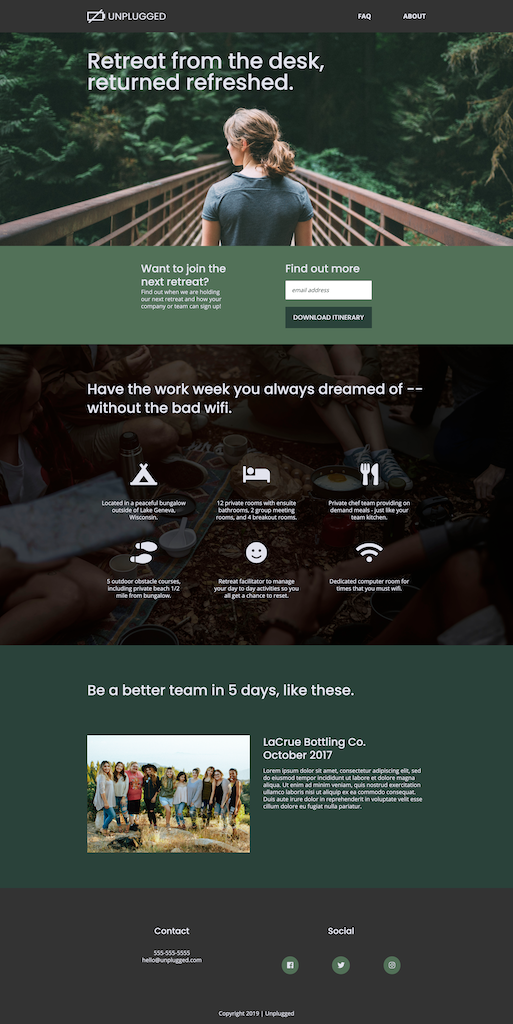 UNPLUGGED
FAQ
ABOUT
Retreat from the desk,
returned refreshed.
Want to join the
next retreat?
Find out when we are holding
our next retreat and how your
company or team can sign up!
Find out more
email address
DOWNLOAD ITINERARY
Have the work week you always dreamed of --
without the bad wifi.
Located in a peaceful bungalow
outside of Lake Geneva,
Wisconsin.
12 private rooms with ensuite
bathrooms, 2 group meeting
rooms, and 4 breakout rooms.
Private chef team providing on
demand meals - just like your
team kitchen.
5 outdoor obstacle courses,
including private beach 1/2
mile from bungalow.
Retreat facilitator to manage
your day to day activities so you
all get a chance to reset.
Dedicated computer room for
times that you must wifi.
Be a better team in 5 days, like these.
LaCrue Bottling Co.
October 2017
Lorem ipsum dolor sit amet, consectetur adipiscing elit, sed
do eiusmod tempor incididunt ut labore et dolore magna
aliqua. Ut enim ad minim veniam, quis nostrud exercitation
ullamco laboris nisi ut aliquip ex ea commodo consequat.
Duis aute irure dolor in reprehenderit in voluptate velit esse
cillum dolore eu fugiat nulla pariatur.
Contact
555-555-5555
hello@unplugged.com
Social
Copyright 2019 | Unplugged